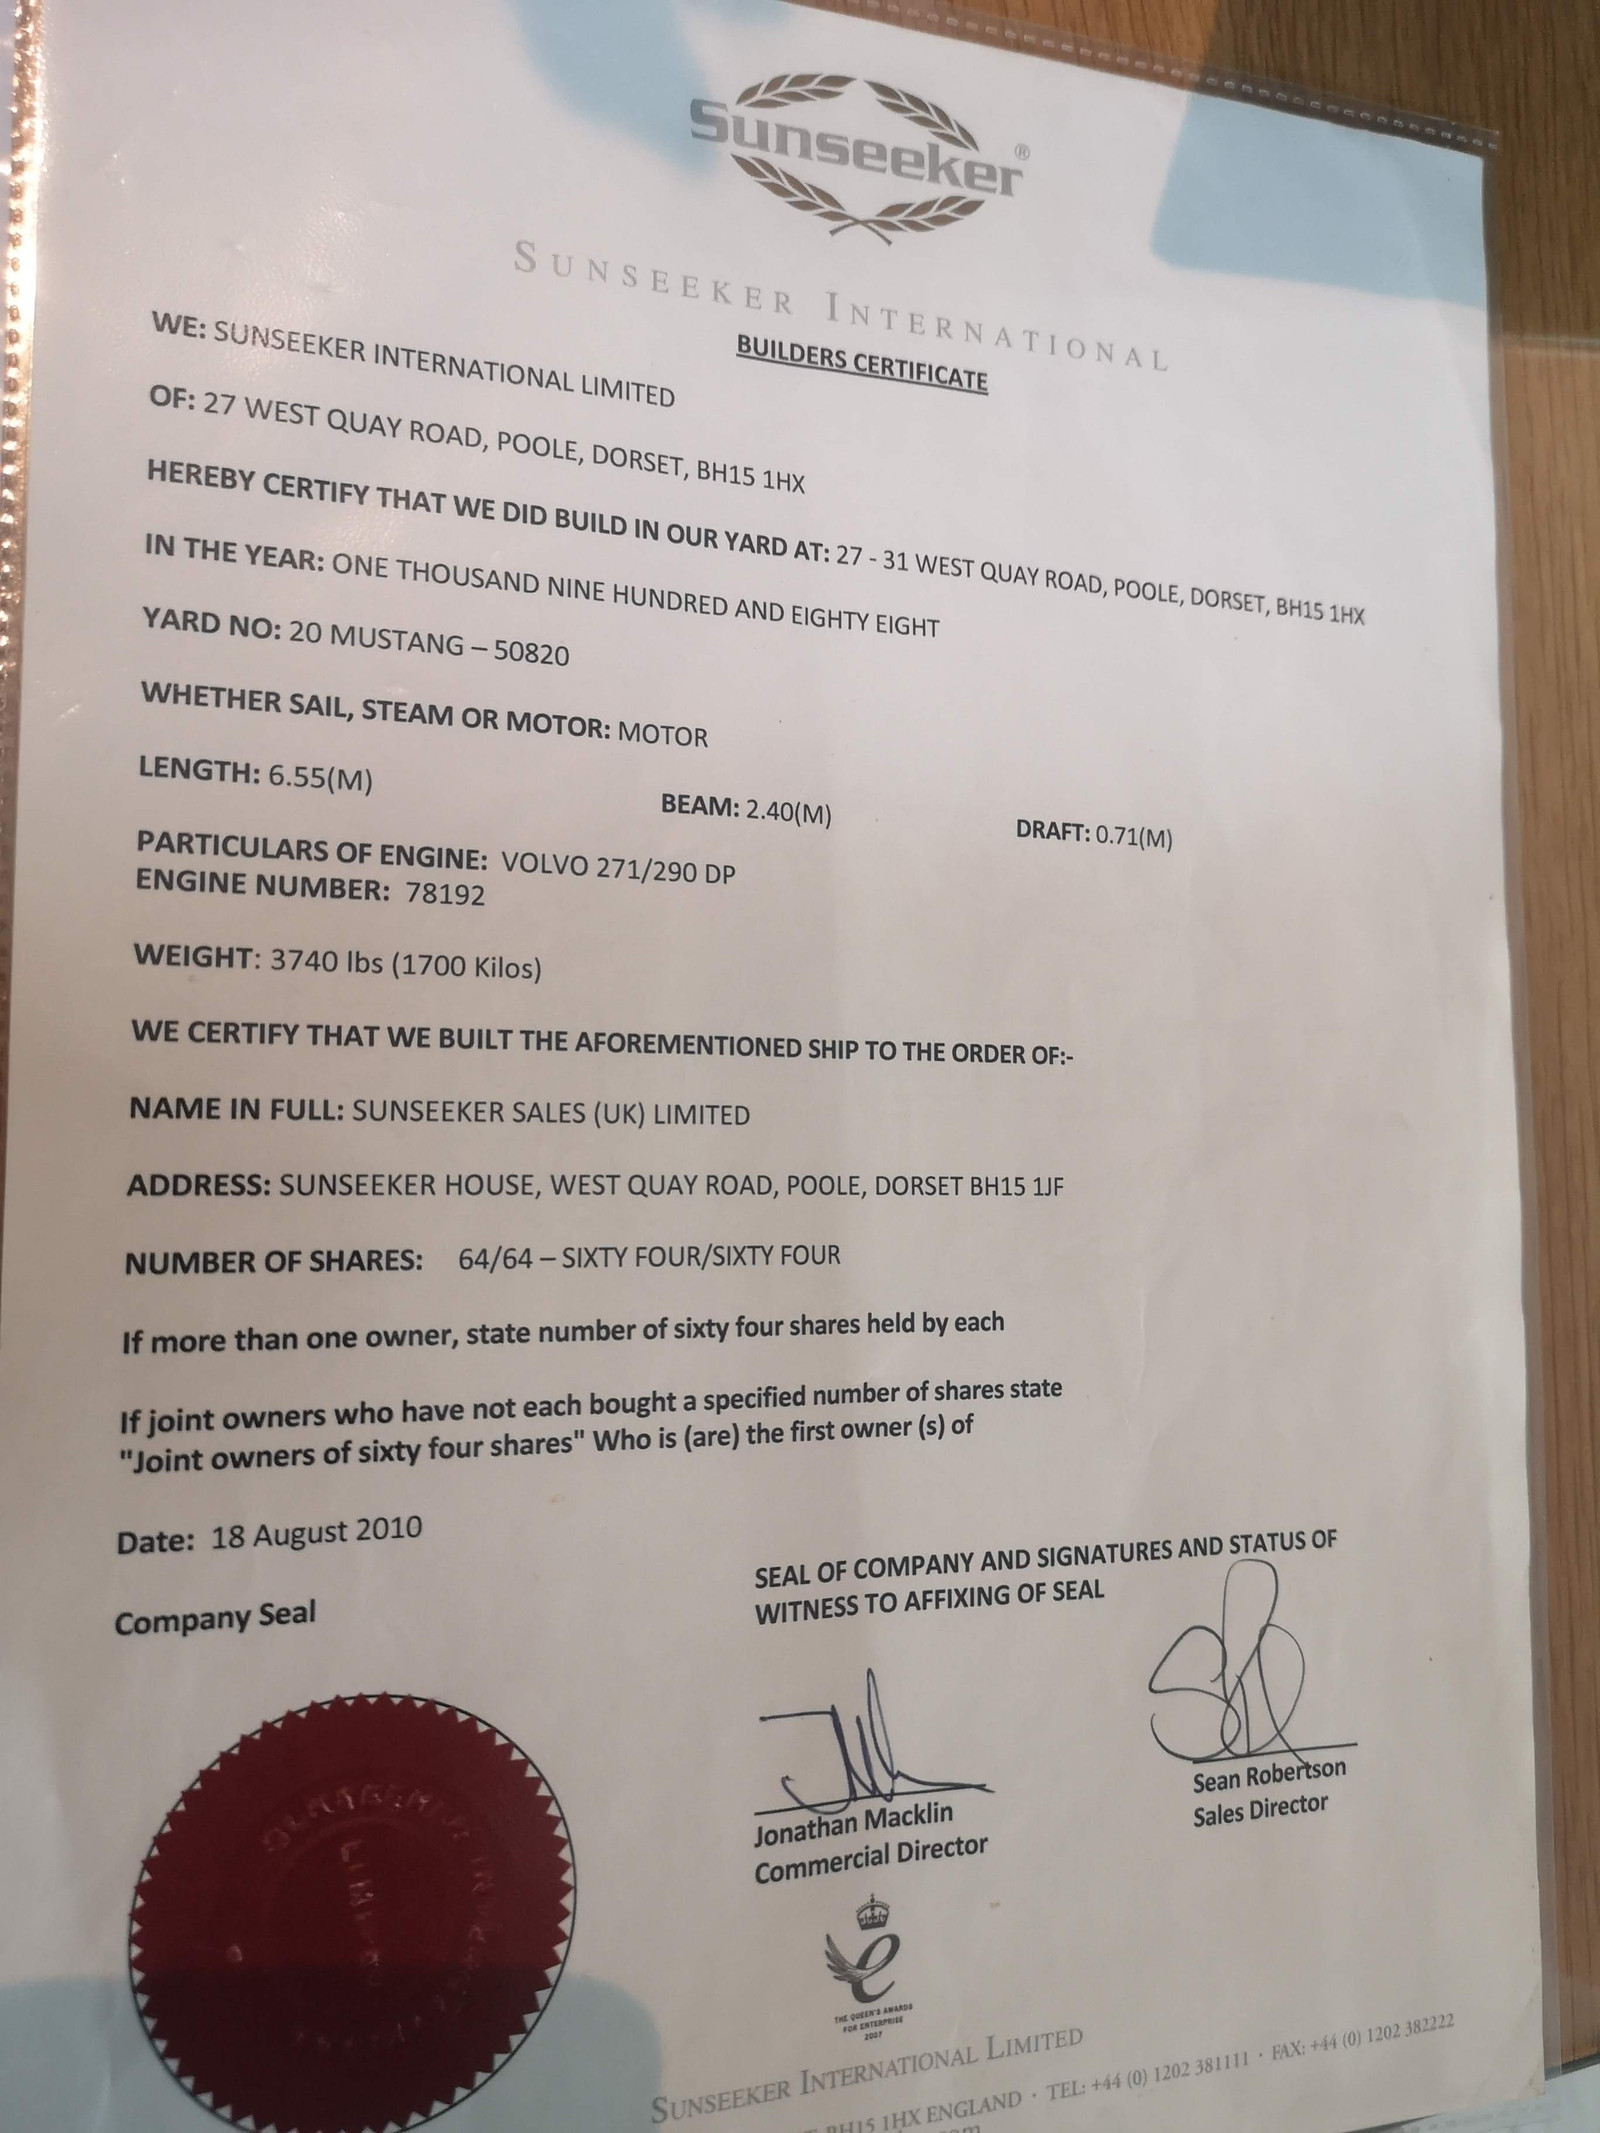 Sunseeker®
SUNSEEKER INTERNATIONAL
BUILDERS CERTIFICATE
WE: SUNSEEKER INTERNATIONAL LIMITED
OF: 27 WEST QUAY ROAD, POOLE, DORSET, BH15 1HX
HEREBY CERTIFY THAT WE DID BUILD IN OUR YARD AT: 27 - 31 WEST QUAY ROAD, POOLE, DORSET, BH15 1HX
IN THE YEAR: ONE THOUSAND NINE HUNDRED AND EIGHTY EIGHT
YARD NO: 20 MUSTANG – 50820
WHETHER SAIL, STEAM OR MOTOR: MOTOR
LENGTH: 6.55(M) BEAM: 2.40(M) DRAFT: 0.71(M)
PARTICULARS OF ENGINE: VOLVO 271/290 DP
ENGINE NUMBER: 78192
WEIGHT: 3740 lbs (1700 Kilos)
WE CERTIFY THAT WE BUILT THE AFOREMENTIONED SHIP TO THE ORDER OF:-
NAME IN FULL: SUNSEEKER SALES (UK) LIMITED
ADDRESS: SUNSEEKER HOUSE, WEST QUAY ROAD, POOLE, DORSET BH15 1JF
NUMBER OF SHARES: 64/64 – SIXTY FOUR/SIXTY FOUR
If more than one owner, state number of sixty four shares held by each
If joint owners who have not each bought a specified number of shares state
"Joint owners of sixty four shares" Who is (are) the first owner (s) of
Date: 18 August 2010
SEAL OF COMPANY AND SIGNATURES AND STATUS OF
WITNESS TO AFFIXING OF SEAL
Company Seal
Jonathan Macklin
Commercial Director
Sean Robertson
Sales Director
THE QUEEN'S AWARDS
FOR ENTERPRISE
2007
SUNSEEKER INTERNATIONAL LIMITED
BH15 1HX ENGLAND · TEL: +44 (0) 1202 381111 · FAX: +44 (0) 1202 382222